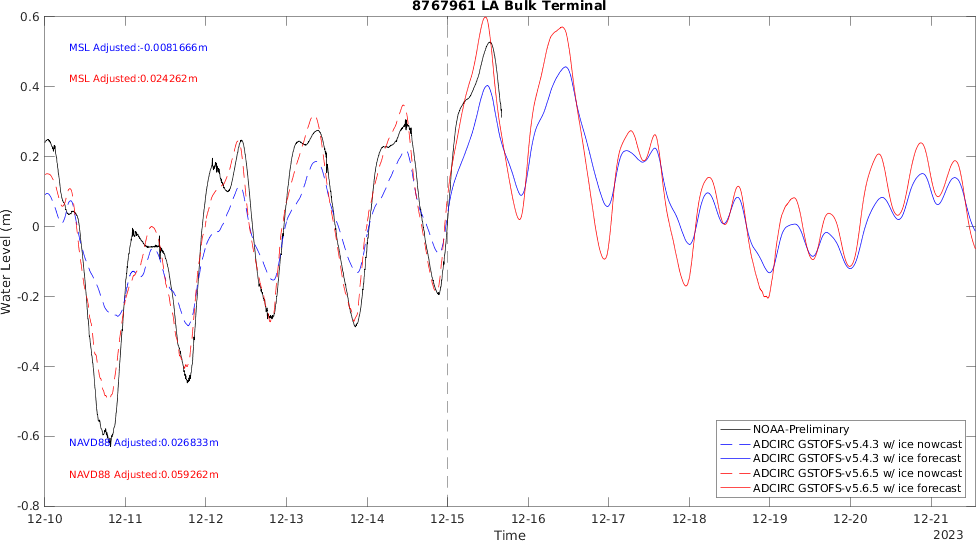 8767961 LA Bulk Terminal
0.6
0.4
0.2
0
-0.2
-0.4
-0.6
-0.8
Water Level (m)
MSL Adjusted:-0.0081666m
MSL Adjusted:0.024262m
NAVD88 Adjusted:0.026833m
NAVD88 Adjusted:0.059262m
NOAA-Preliminary
ADCIRC GSTOFS-v5.4.3 w/ ice nowcast
ADCIRC GSTOFS-v5.4.3 w/ ice forecast
ADCIRC GSTOFS-v5.6.5 w/ ice nowcast
ADCIRC GSTOFS-v5.6.5 w/ ice forecast
12-10 12-11 12-12 12-13 12-14 12-15 12-16 12-17 12-18 12-19 12-20 12-21
Time
2023